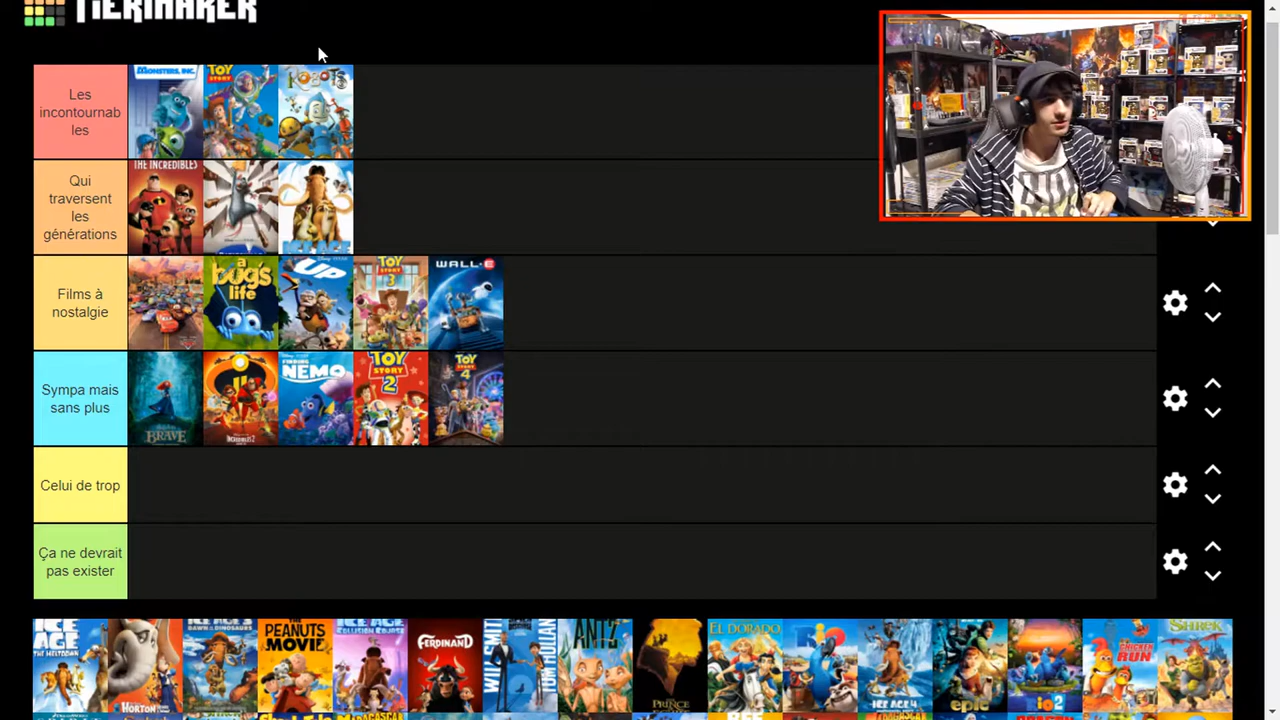 TIERMAKER
Les
incontournab
les
MONSTERS, INC.
TOY
STORY
ROBOTS
Qui
traversent
les
générations
THE INCREDIBLES
ICE AGE
Films à
nostalgie
a
bug's
life
UP
TOY
STORY
3
WALL•E
Sympa mais
sans plus
BRAVE
INCREDIBLES 2
FINDING
NEMO
TOY
STORY
2
TOY
STORY
4
Celui de trop
Ça ne devrait
pas exister
ICE
AGE
THE MELTDOWN
HORTON
ICE AGE
DAWN OF THE DINOSAURS
THE
PEANUTS
MOVIE
ICE AGE
COLLISION COURSE
FERDINAND
WILL SMITH
TOM HOLLAND
ANTZ
THE
PRINCE
EL DORADO
RIO
ICE AGE 4
EPIC
RIO2
CHICKEN
RUN
SHREK
MADAGASCAR
BEE